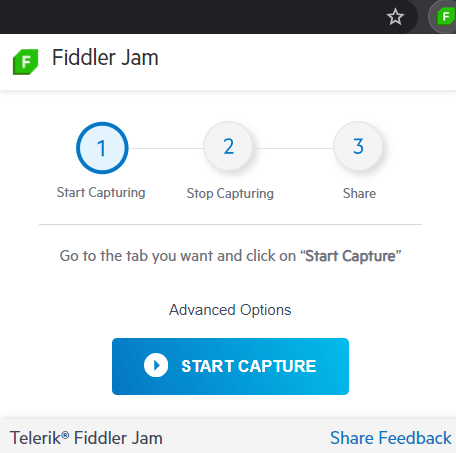 F
F
Fiddler Jam
1
2
3
Start Capturing
Stop Capturing
Share
Go to the tab you want and click on “Start Capture”
Advanced Options
START CAPTURE
Telerik® Fiddler Jam
Share Feedback